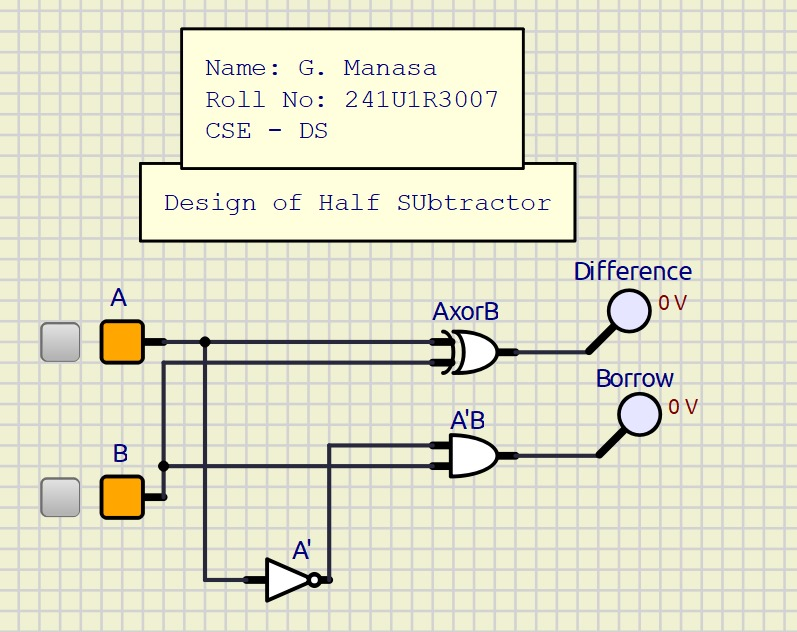 Name: G. Manasa
Roll No: 241U1R3007
CSE - DS
Design of Half SUbtractor
Difference
A
AxorB
0 V
Borrow
A'B
0 V
B
A'